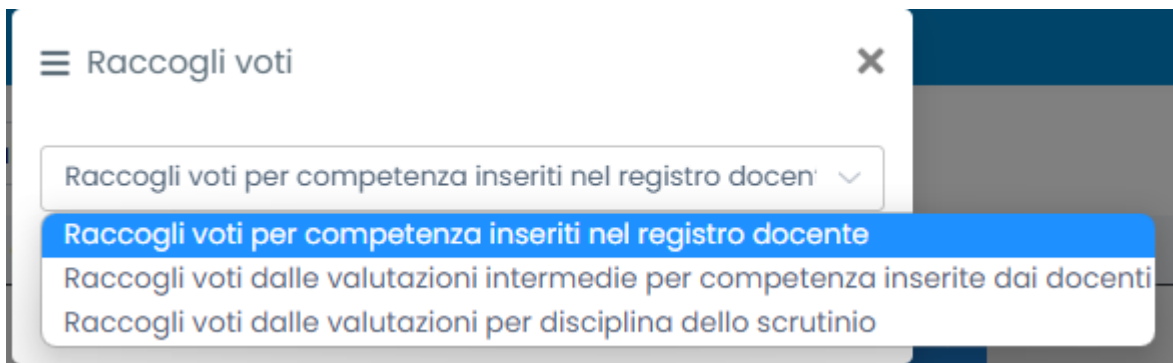 Raccogli voti
Raccogli voti per competenza inseriti nel registro docen
Raccogli voti per competenza inseriti nel registro docente
Raccogli voti dalle valutazioni intermedie per competenza inserite dai docenti
Raccogli voti dalle valutazioni per disciplina dello scrutinio